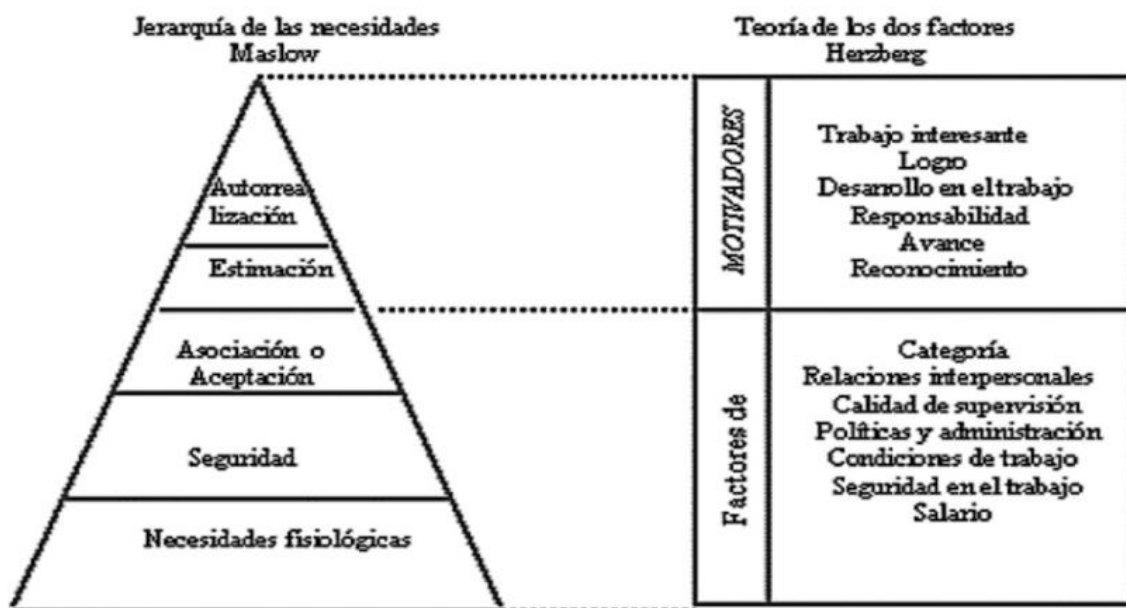 Jerarquía de las necesidades
Maslow
Autorrea
lización
Estimación
Asociación o
Aceptación
Seguridad
Necesidades fisiológicas
Teoría de los dos factores
Herzberg
MOTIVADORES
Trabajo interesante
Logro
Desarrollo en el trabajo
Responsabilidad
Avance
Reconocimiento
Factores de
Categoría
Relaciones interpersonales
Calidad de supervisión
Políticas y administración
Condiciones de trabajo
Seguridad en el trabajo
Salario